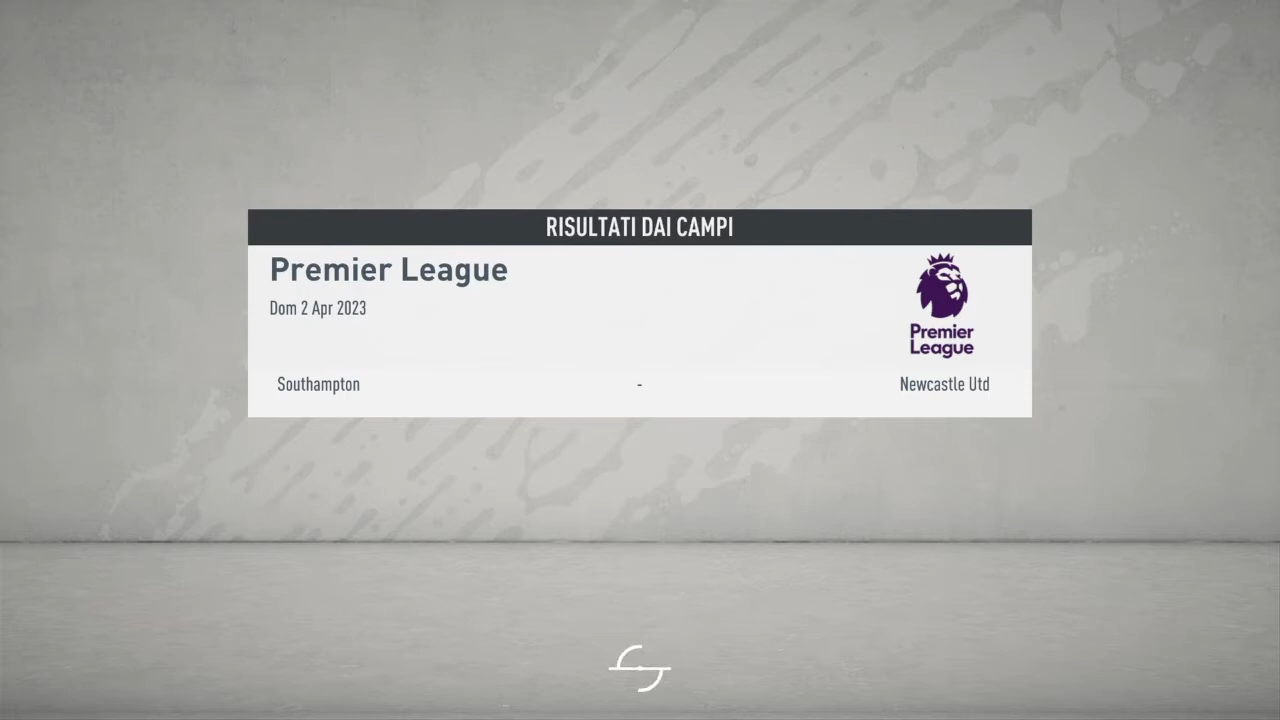 RISULTATI DAI CAMPI
Premier League
Dom 2 Apr 2023
Premier
League
Southampton - Newcastle Utd